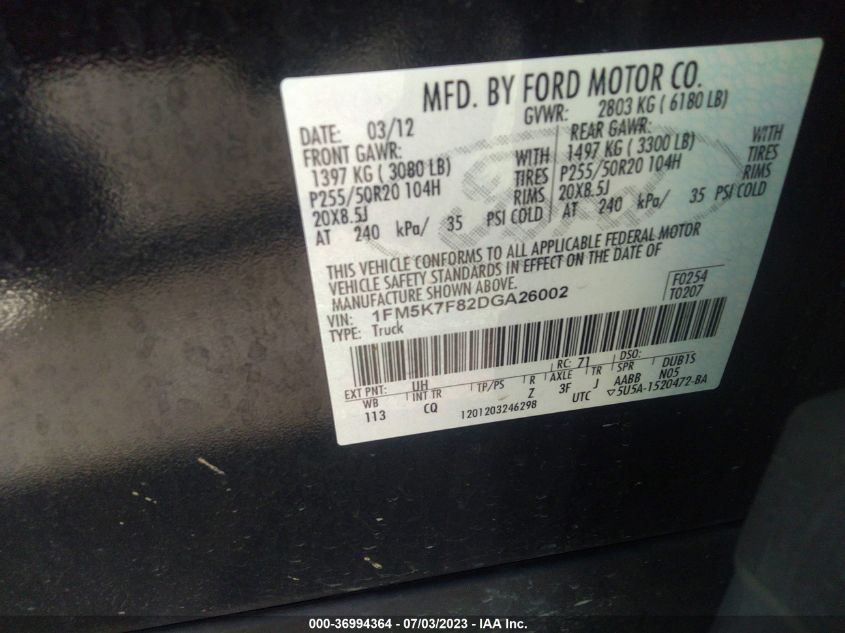 MFD. BY FORD MOTOR CO.
DATE: 03/12 GVWR: 2803 KG ( 6180 LB)
FRONT GAWR: REAR GAWR:
1397 KG ( 3080 LB) WITH 1497 KG ( 3300 LB) WITH
P255/50R20 104H TIRES P255/50R20 104H TIRES
20X8.5J RIMS 20X8.5J RIMS
AT 240 kPa/ 35 PSI COLD AT 240 kPa/ 35 PSI COLD
THIS VEHICLE CONFORMS TO ALL APPLICABLE FEDERAL MOTOR
VEHICLE SAFETY STANDARDS IN EFFECT ON THE DATE OF
MANUFACTURE SHOWN ABOVE.
VIN: 1FM5K7F82DGA26002 F0254
TYPE: Truck T0207
EXT PNT: UH RC: 71 DSO:
WB INT TR TP/PS R AXLE TR SPR DUB1S
113 CQ Z 3F J AABB N05
1201203246298 UTC ▽5U5A-1520472-BA
000-36994364 - 07/03/2023 - IAA Inc.